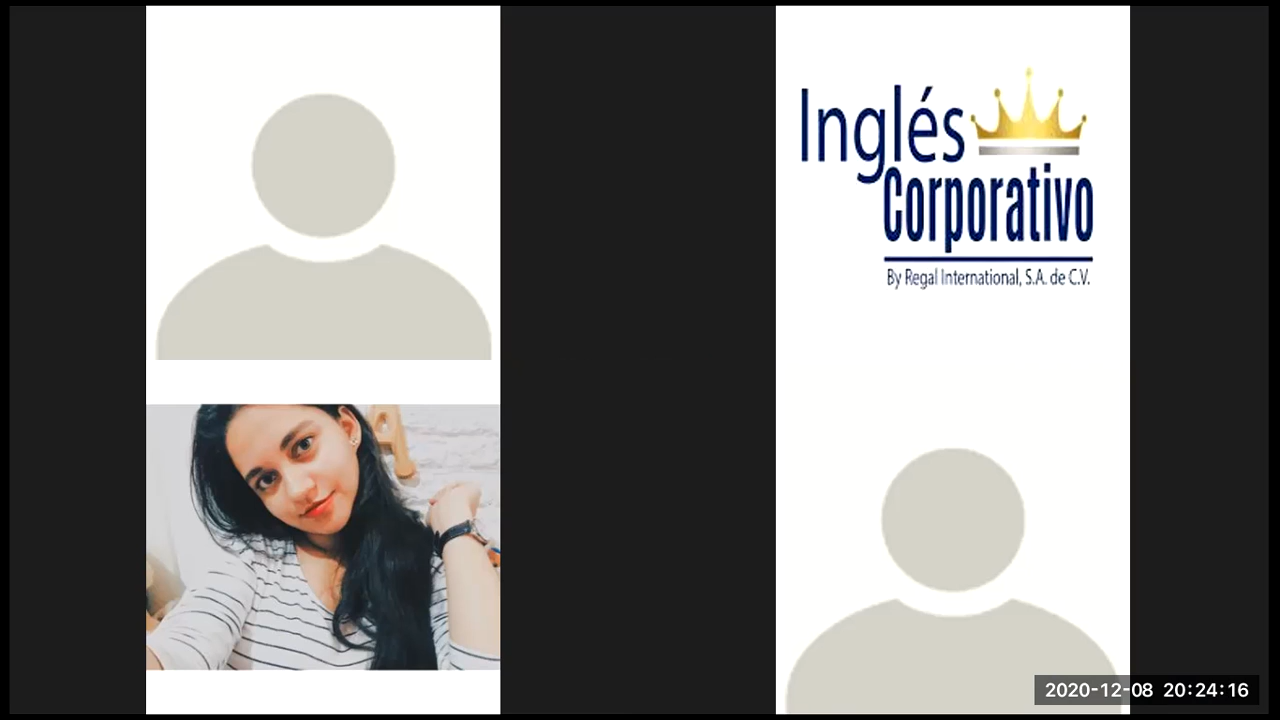 Inglés
Corporativo
By Regal International, S.A. de C.V.
2020-12-08 20:24:16